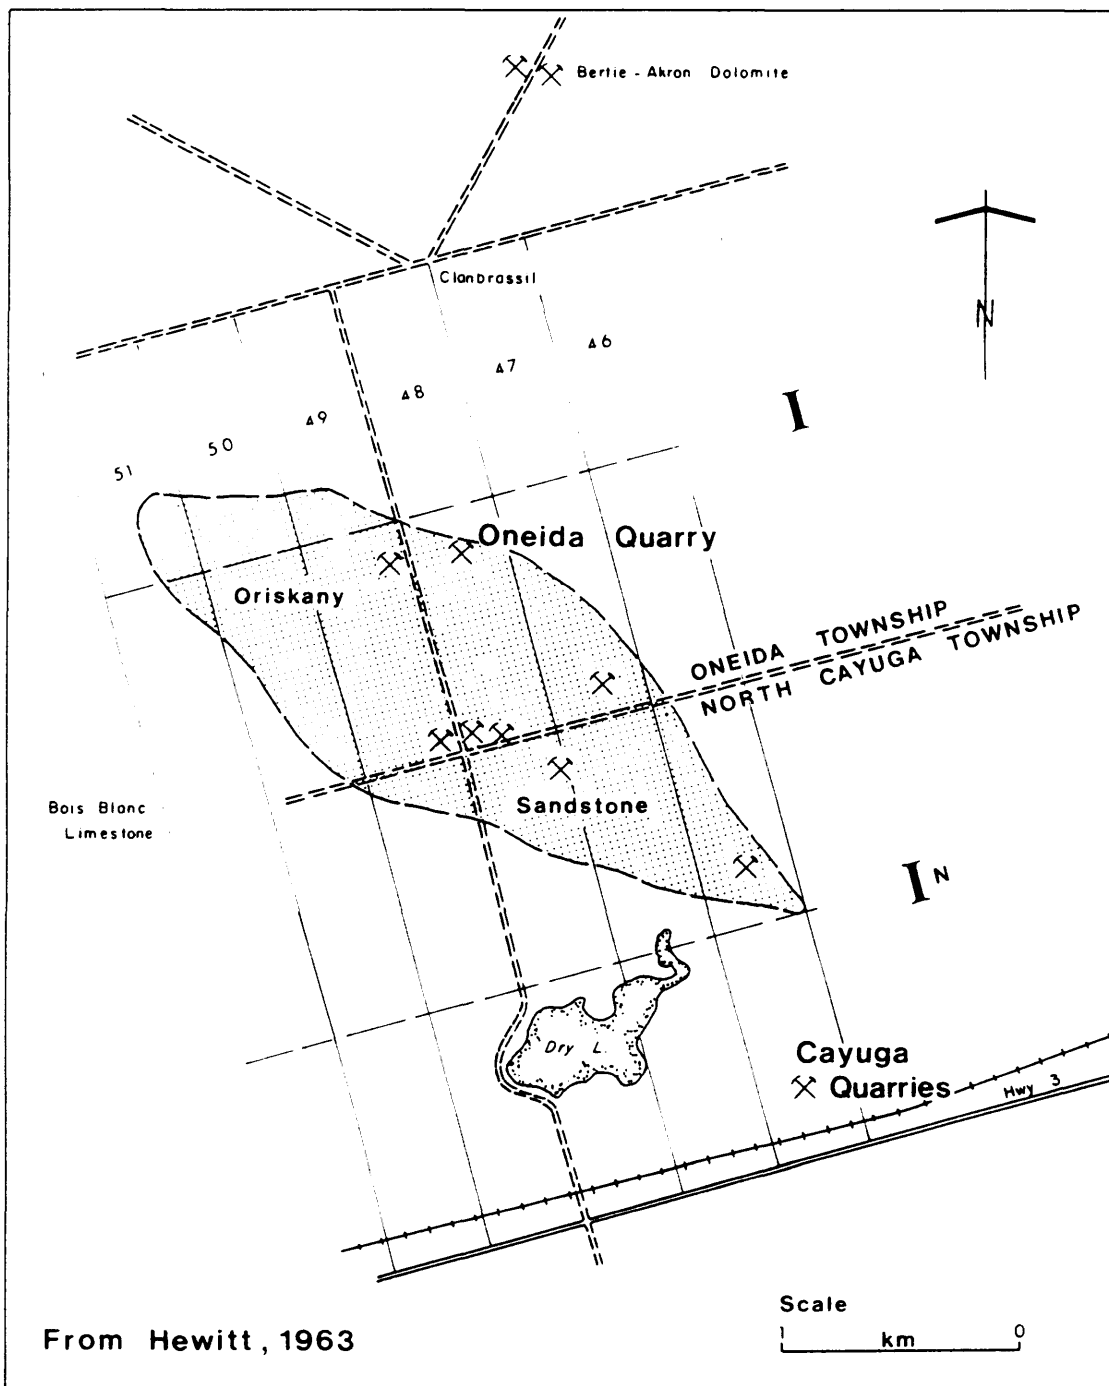 Bertie - Akron Dolomite
Clanbrassil
N
46
47
48
49
50
51
I
Oneida Quarry
Oriskany
ONEIDA TOWNSHIP
NORTH CAYUGA TOWNSHIP
Sandstone
Bois Blanc
Limestone
I N
Dry L.
Cayuga
Quarries
Hwy 3
Scale
1 km 0
From Hewitt, 1963